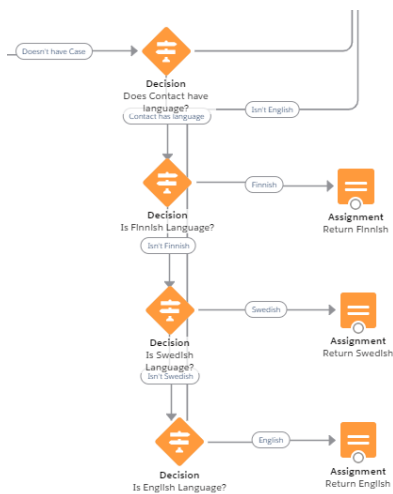 Doesn't have Case
Decision
Does Contact have
language?
Contact has language
Isn't English
Decision
Is Finnish Language?
Finnish
Assignment
Return Finnish
Isn't Finnish
Decision
Is Swedish
Language?
Swedish
Assignment
Return Swedish
Isn't Swedish
Decision
Is English Language?
English
Assignment
Return English